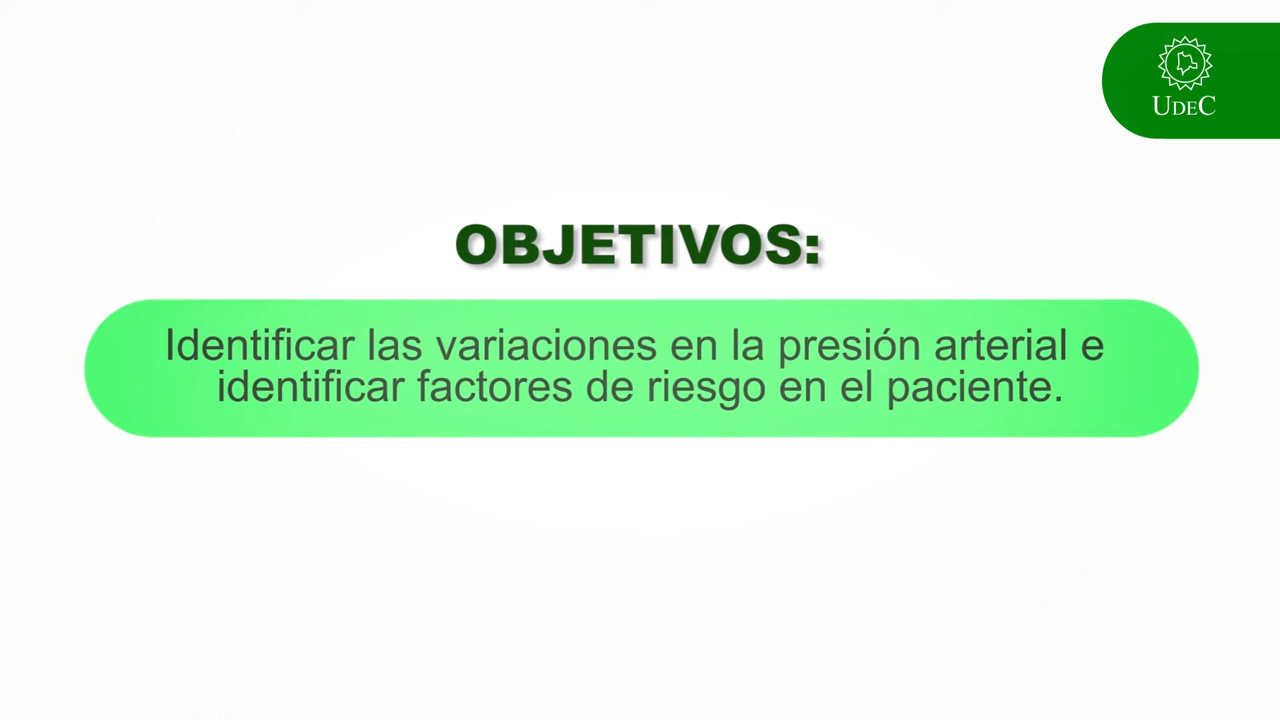 UDEC
OBJETIVOS:
Identificar las variaciones en la presión arterial e
identificar factores de riesgo en el paciente.